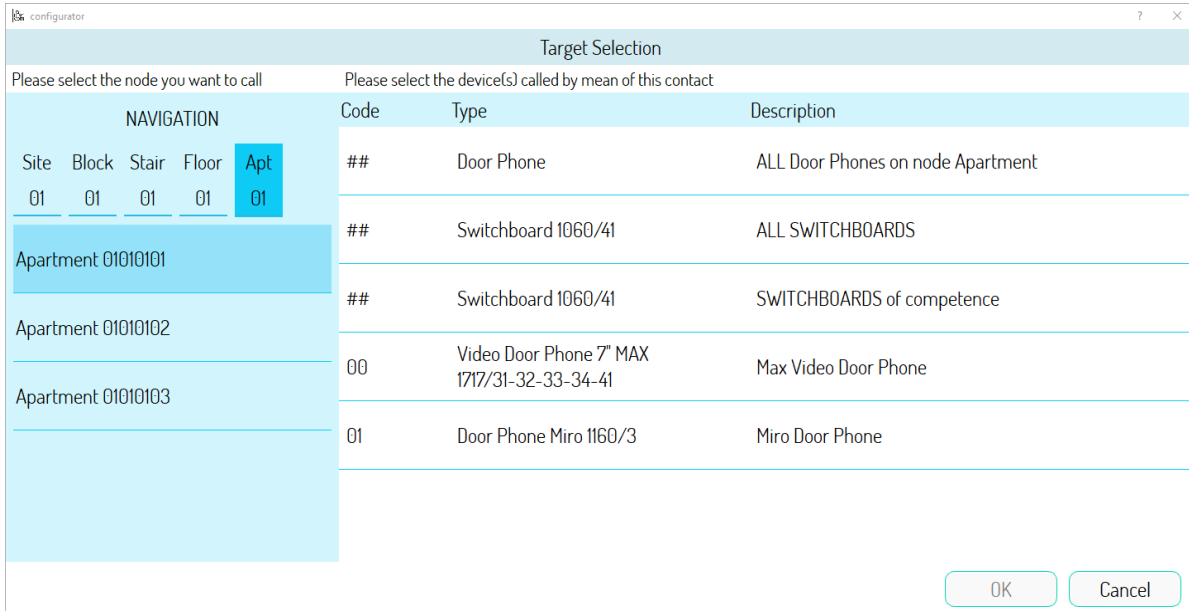 configurator ?
Target Selection
Please select the node you want to call
Please select the device(s) called by mean of this contact
NAVIGATION
Site Block Stair Floor Apt
01 01 01 01 01
Apartment 01010101
Apartment 01010102
Apartment 01010103
Code Type Description
## Door Phone ALL Door Phones on node Apartment
## Switchboard 1060/41 ALL SWITCHBOARDS
## Switchboard 1060/41 SWITCHBOARDS of competence
00 Video Door Phone 7" MAX
1717/31-32-33-34-41 Max Video Door Phone
01 Door Phone Miro 1160/3 Miro Door Phone
OK Cancel